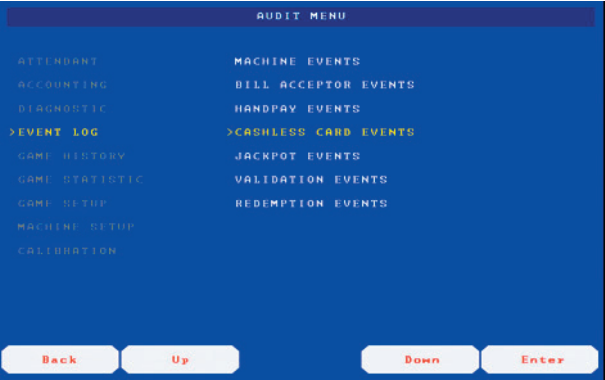 AUDIT MENU
ATTENDANT
ACCOUNTING
DIAGNOSTIC
>EVENT LOG
GAME HISTORY
GAME STATISTIC
GAME SETUP
MACHINE SETUP
CALIBRATION
MACHINE EVENTS
BILL ACCEPTOR EVENTS
HANDPAY EVENTS
>CASHLESS CARD EVENTS
JACKPOT EVENTS
VALIDATION EVENTS
REDEMPTION EVENTS
Back
Up
Down
Enter